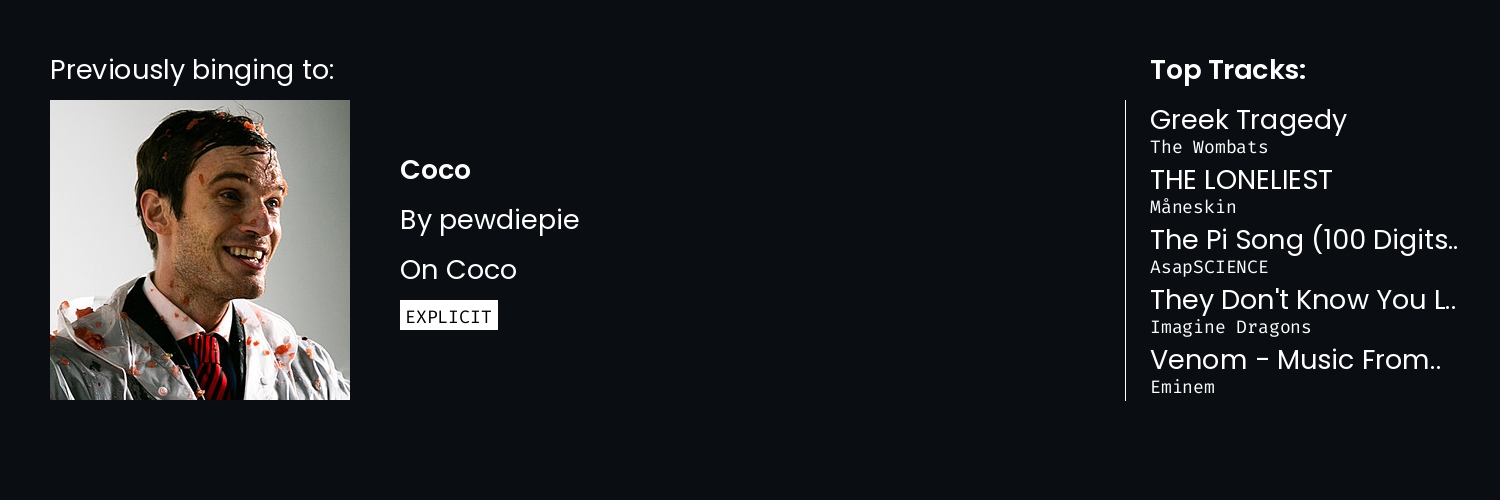 Previously binging to:
Coco
By pewdiepie
On Coco
EXPLICIT
Top Tracks:
Greek Tragedy
The Wombats
THE LONELIEST
Måneskin
The Pi Song (100 Digits..
AsapSCIENCE
They Don't Know You L..
Imagine Dragons
Venom - Music From..
Eminem